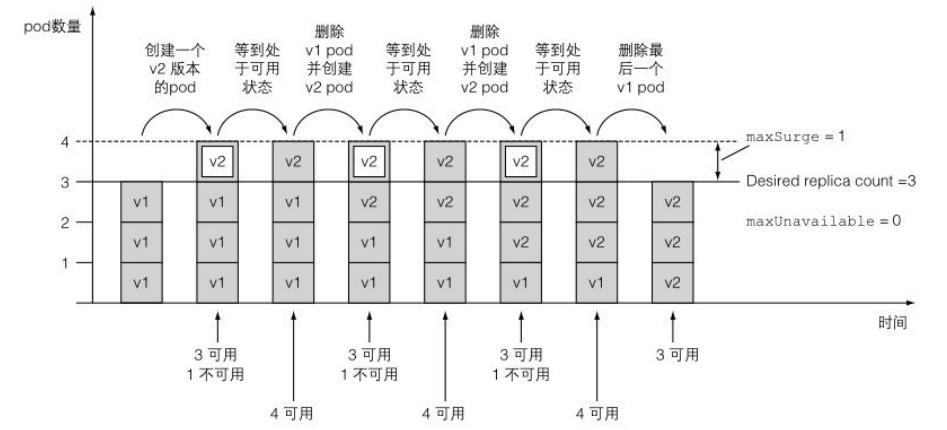 pod数量
创建一个
v2 版本
的pod
等到处
于可用
状态
删除
v1 pod
并创建
v2 pod
等到处
于可用
状态
删除
v1 pod
并创建
v2 pod
等到处
于可用
状态
删除最
后一个
v1 pod
4
maxSurge = 1
v2 v2 v2 v2 v2 v2
3
Desired replica count =3
v1 v1 v1 v2 v2 v2 v2 v2
2
maxUnavailable = 0
v1 v1 v1 v1 v1 v2 v2 v2
1
v1 v1 v1 v1 v1 v1 v1 v2
时间
3 可用
1 不可用
4 可用
3 可用
1 不可用
4 可用
3 可用
1 不可用
4 可用
3 可用